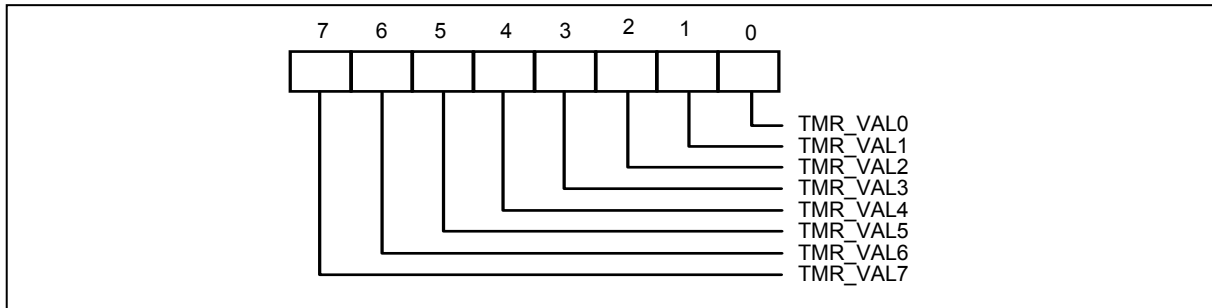 7 6 5 4 3 2 1 0
TMR_VAL0
TMR_VAL1
TMR_VAL2
TMR_VAL3
TMR_VAL4
TMR_VAL5
TMR_VAL6
TMR_VAL7